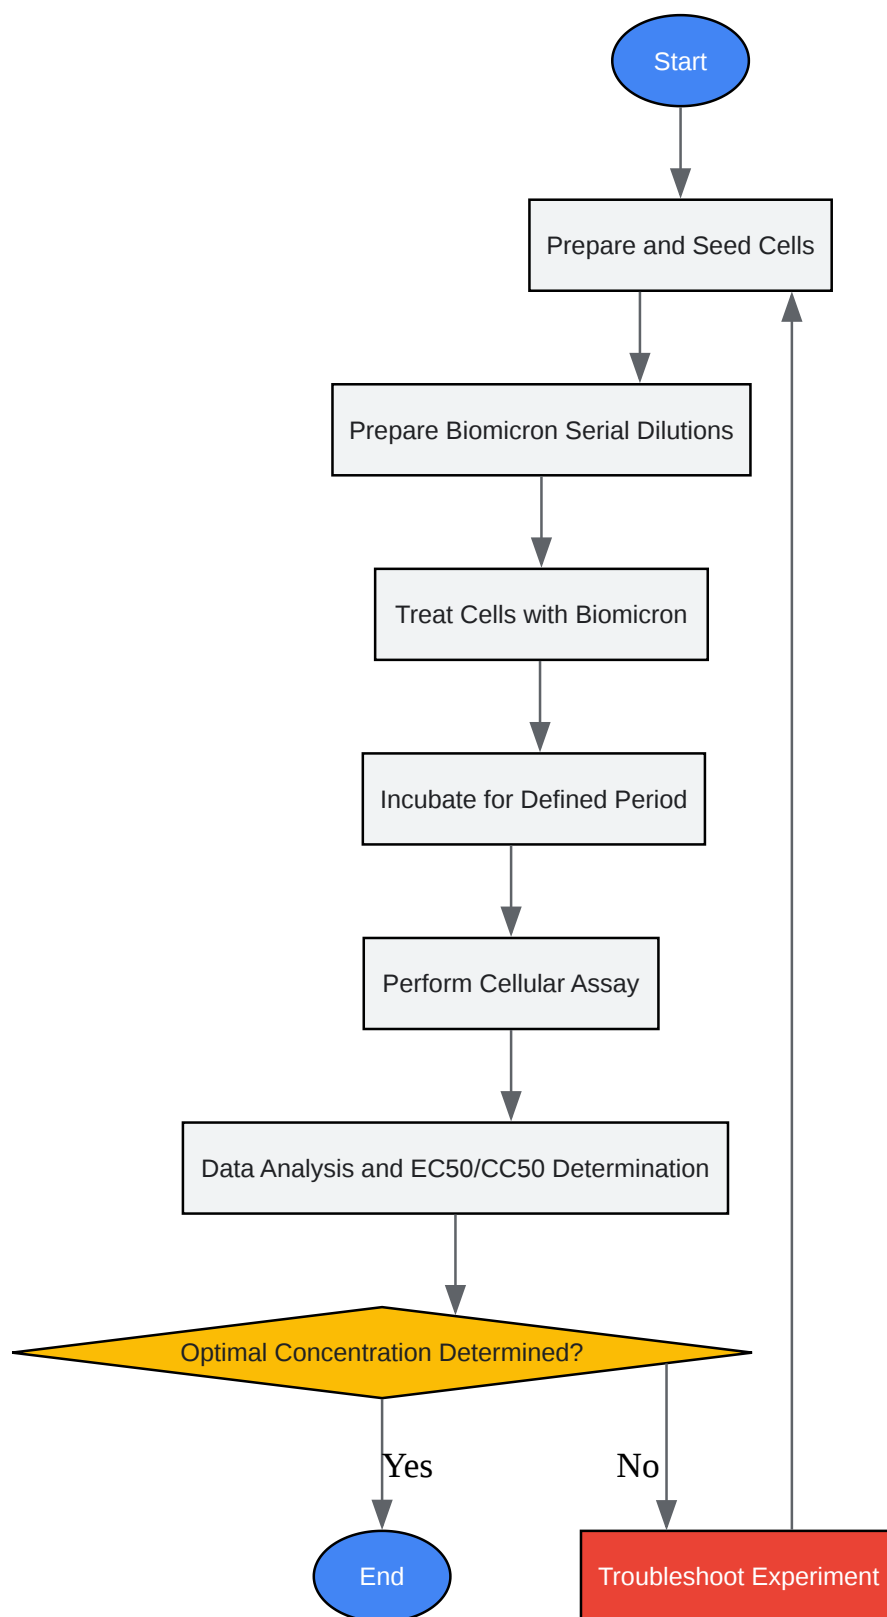 Start
Prepare and Seed Cells
Prepare Biomicron Serial Dilutions
Treat Cells with Biomicron
Incubate for Defined Period
Perform Cellular Assay
Data Analysis and EC50/CC50 Determination
Optimal Concentration Determined?
Yes
No
End
Troubleshoot Experiment